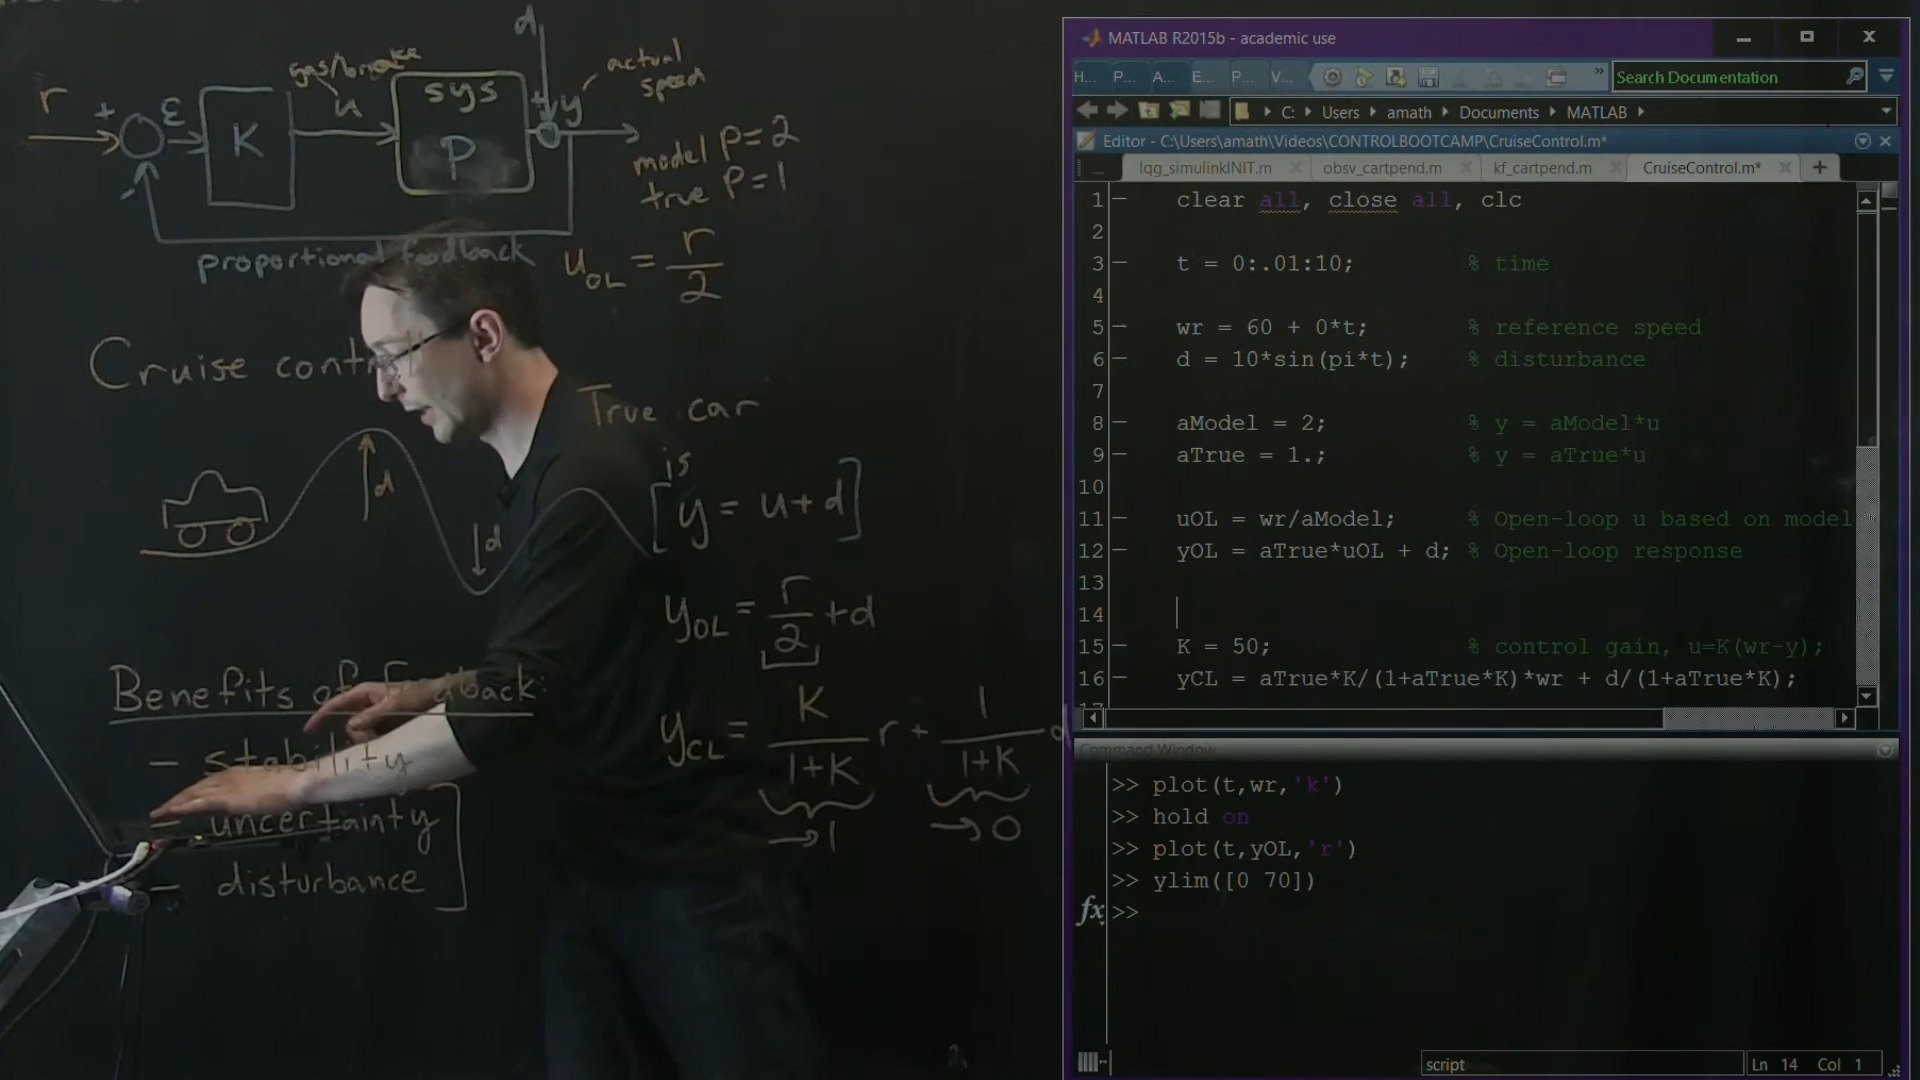 r
+
ε
-
K
gas/brake
u
sys
P
d
+
y
actual
speed
model P=2
true P=1
proportional feedback
u_OL = r/2
Cruise cont
d
d
True car
is
[y = u + d]
y_OL = r/2 + d
Benefits of feedback:
- stability
- uncertainty
- disturbance
y_CL = K/(1+K) r + 1/(1+K) d
→1
→0
MATLAB R2015b - academic use
H... P... A... E... P... V... » Search Documentation
C: ▸ Users ▸ amath ▸ Documents ▸ MATLAB ▸
Editor - C:\Users\amath\Videos\CONTROLBOOTCAMP\CruiseControl.m*
... lqg_simulinkINIT.m × obsv_cartpend.m × kf_cartpend.m × CruiseControl.m* × +
1 — clear all, close all, clc
2
3 — t = 0:.01:10; % time
4
5 — wr = 60 + 0*t; % reference speed
6 — d = 10*sin(pi*t); % disturbance
7
8 — aModel = 2; % y = aModel*u
9 — aTrue = 1.; % y = aTrue*u
10
11 — uOL = wr/aModel; % Open-loop u based on model
12 — yOL = aTrue*uOL + d; % Open-loop response
13
14
15 — K = 50; % control gain, u=K(wr-y);
16 — yCL = aTrue*K/(1+aTrue*K)*wr + d/(1+aTrue*K);
Command Window
>> plot(t,wr,'k')
>> hold on
>> plot(t,yOL,'r')
>> ylim([0 70])
fx >>
script Ln 14 Col 1